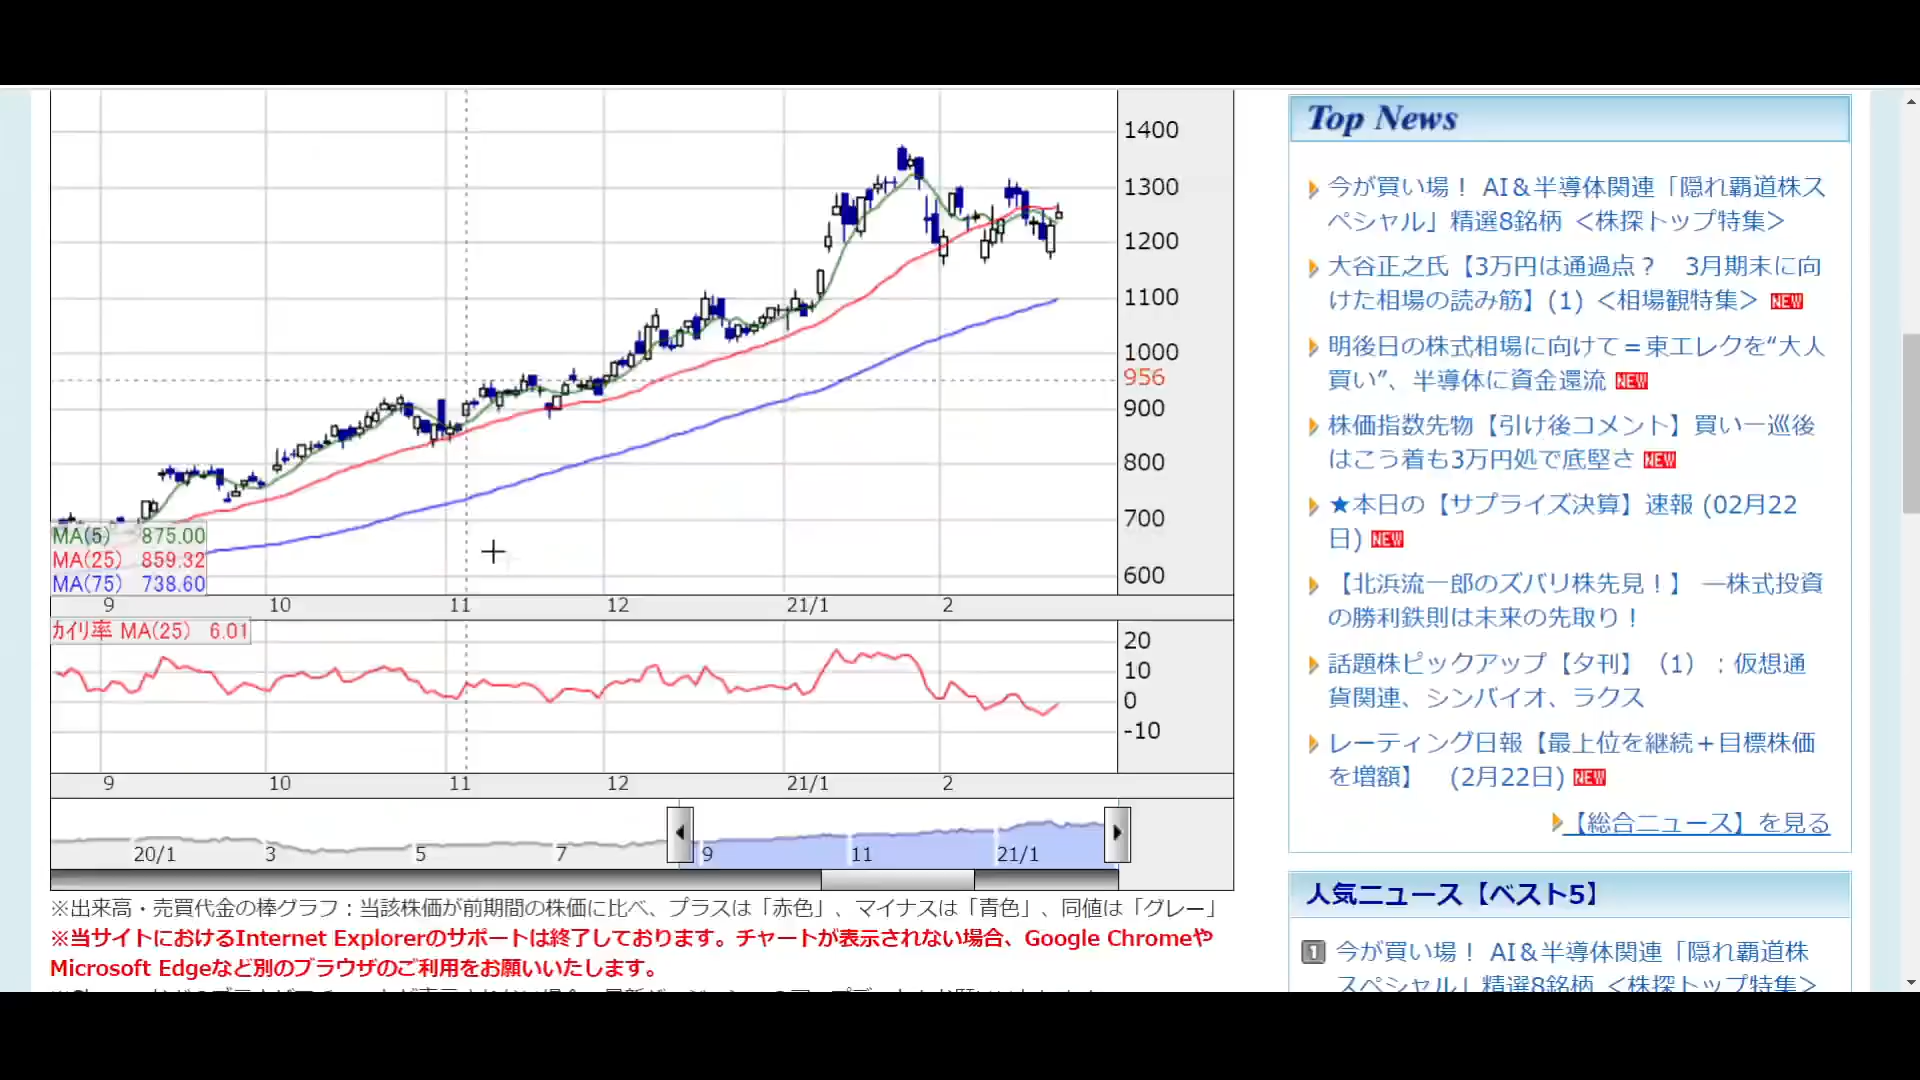 1400
1300
1200
1100
1000
956
900
800
700
600
MA(5) 875.00
MA(25) 859.32
MA(75) 738.60
9 10 11 12 21/1 2
カイリ率 MA(25) 6.01
20
10
0
-10
9 10 11 12 21/1 2
20/1 3 5 7 9 11 21/1
※出来高・売買代金の棒グラフ：当該株価が前期間の株価に比べ、プラスは「赤色」、マイナスは「青色」、同値は「グレー」
※当サイトにおけるInternet Explorerのサポートは終了しております。チャートが表示されない場合、Google Chromeや
Microsoft Edgeなど別のブラウザのご利用をお願いいたします。
Top News
今が買い場！ AI＆半導体関連「隠れ覇道株ス
ペシャル」精選8銘柄 ＜株探トップ特集＞
大谷正之氏【3万円は通過点？　3月期末に向
けた相場の読み筋】(1) ＜相場観特集＞ NEW
明後日の株式相場に向けて＝東エレクを“大人
買い”、半導体に資金還流 NEW
株価指数先物【引け後コメント】買い一巡後
はこう着も3万円処で底堅さ NEW
★本日の【サプライズ決算】速報 (02月22
日) NEW
【北浜流一郎のズバリ株先見！】 ―株式投資
の勝利鉄則は未来の先取り！
話題株ピックアップ【夕刊】（1）：仮想通
貨関連、シンバイオ、ラクス
レーティング日報【最上位を継続＋目標株価
を増額】　(2月22日) NEW
【総合ニュース】を見る
人気ニュース【ベスト5】
1 今が買い場！ AI＆半導体関連「隠れ覇道株
スペシャル」精選8銘柄 ＜株探トップ特集＞